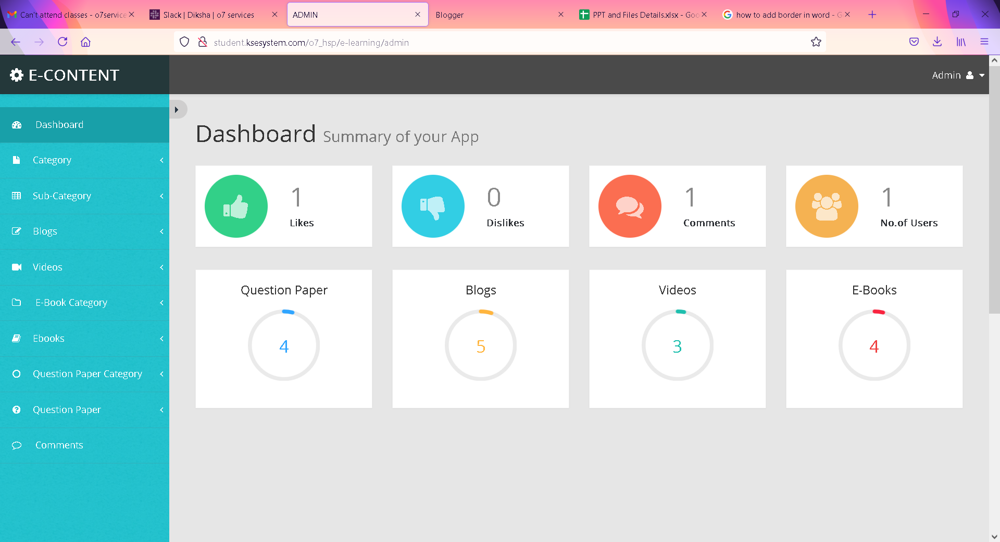 Can't attend classes - o7service
Slack | Diksha | o7 services
ADMIN
Blogger
PPT and Files Details.xlsx - Goo
how to add border in word - G
student.ksesystem.com/o7_hsp/e-learning/admin
E-CONTENT
Admin
Dashboard
Category
Sub-Category
Blogs
Videos
E-Book Category
Ebooks
Question Paper Category
Question Paper
Comments
Dashboard Summary of your App
1
Likes
0
Dislikes
1
Comments
1
No.of Users
Question Paper
4
Blogs
5
Videos
3
E-Books
4